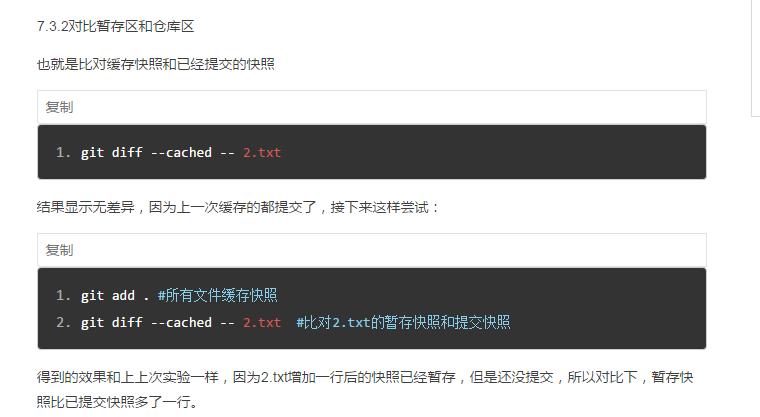 7.3.2对比暂存区和仓库区
也就是比对缓存快照和已经提交的快照
复制
1. git diff --cached -- 2.txt
结果显示无差异，因为上一次缓存的都提交了，接下来这样尝试：
复制
1. git add . #所有文件缓存快照
2. git diff --cached -- 2.txt  #比对2.txt的暂存快照和提交快照
得到的效果和上上次实验一样，因为2.txt增加一行后的快照已经暂存，但是还没提交，所以对比下，暂存快
照比已提交快照多了一行。